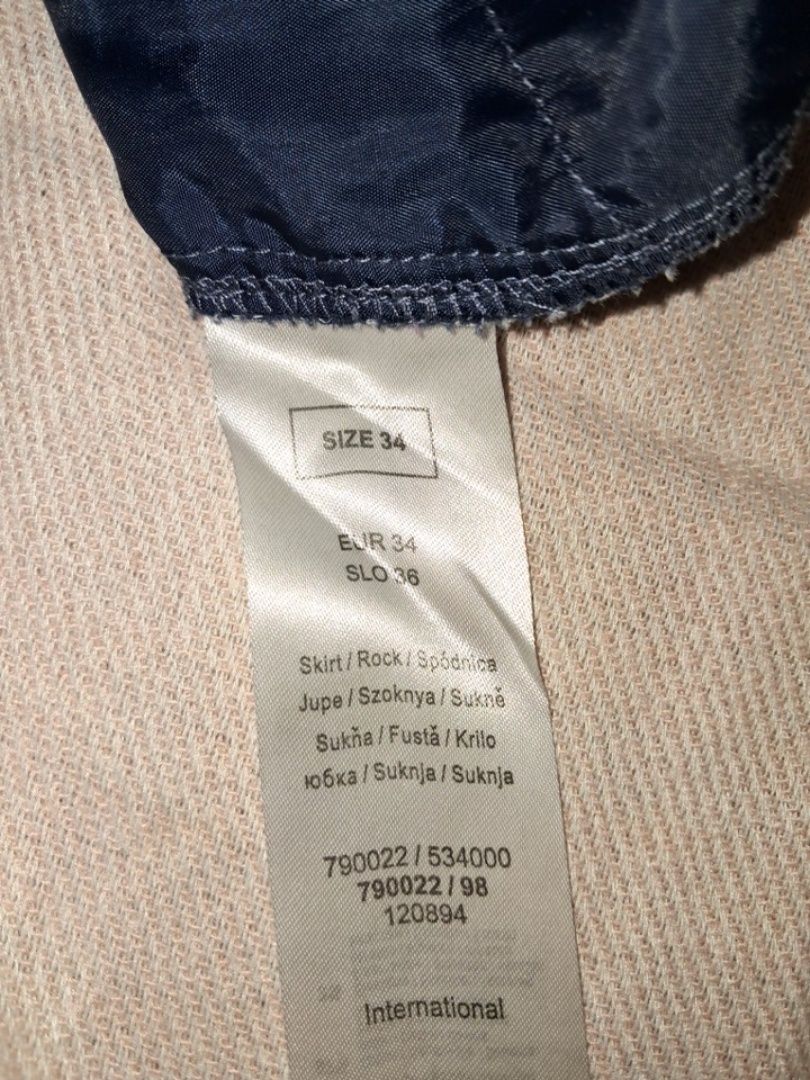 SIZE 34
EUR 34
SLO 36
Skirt / Rock / Spódnica
Jupe / Szoknya / Sukně
Sukňa / Fustă / Krilo
юбка / Suknja / Suknja
790022 / 534000
790022 / 98
120894
International